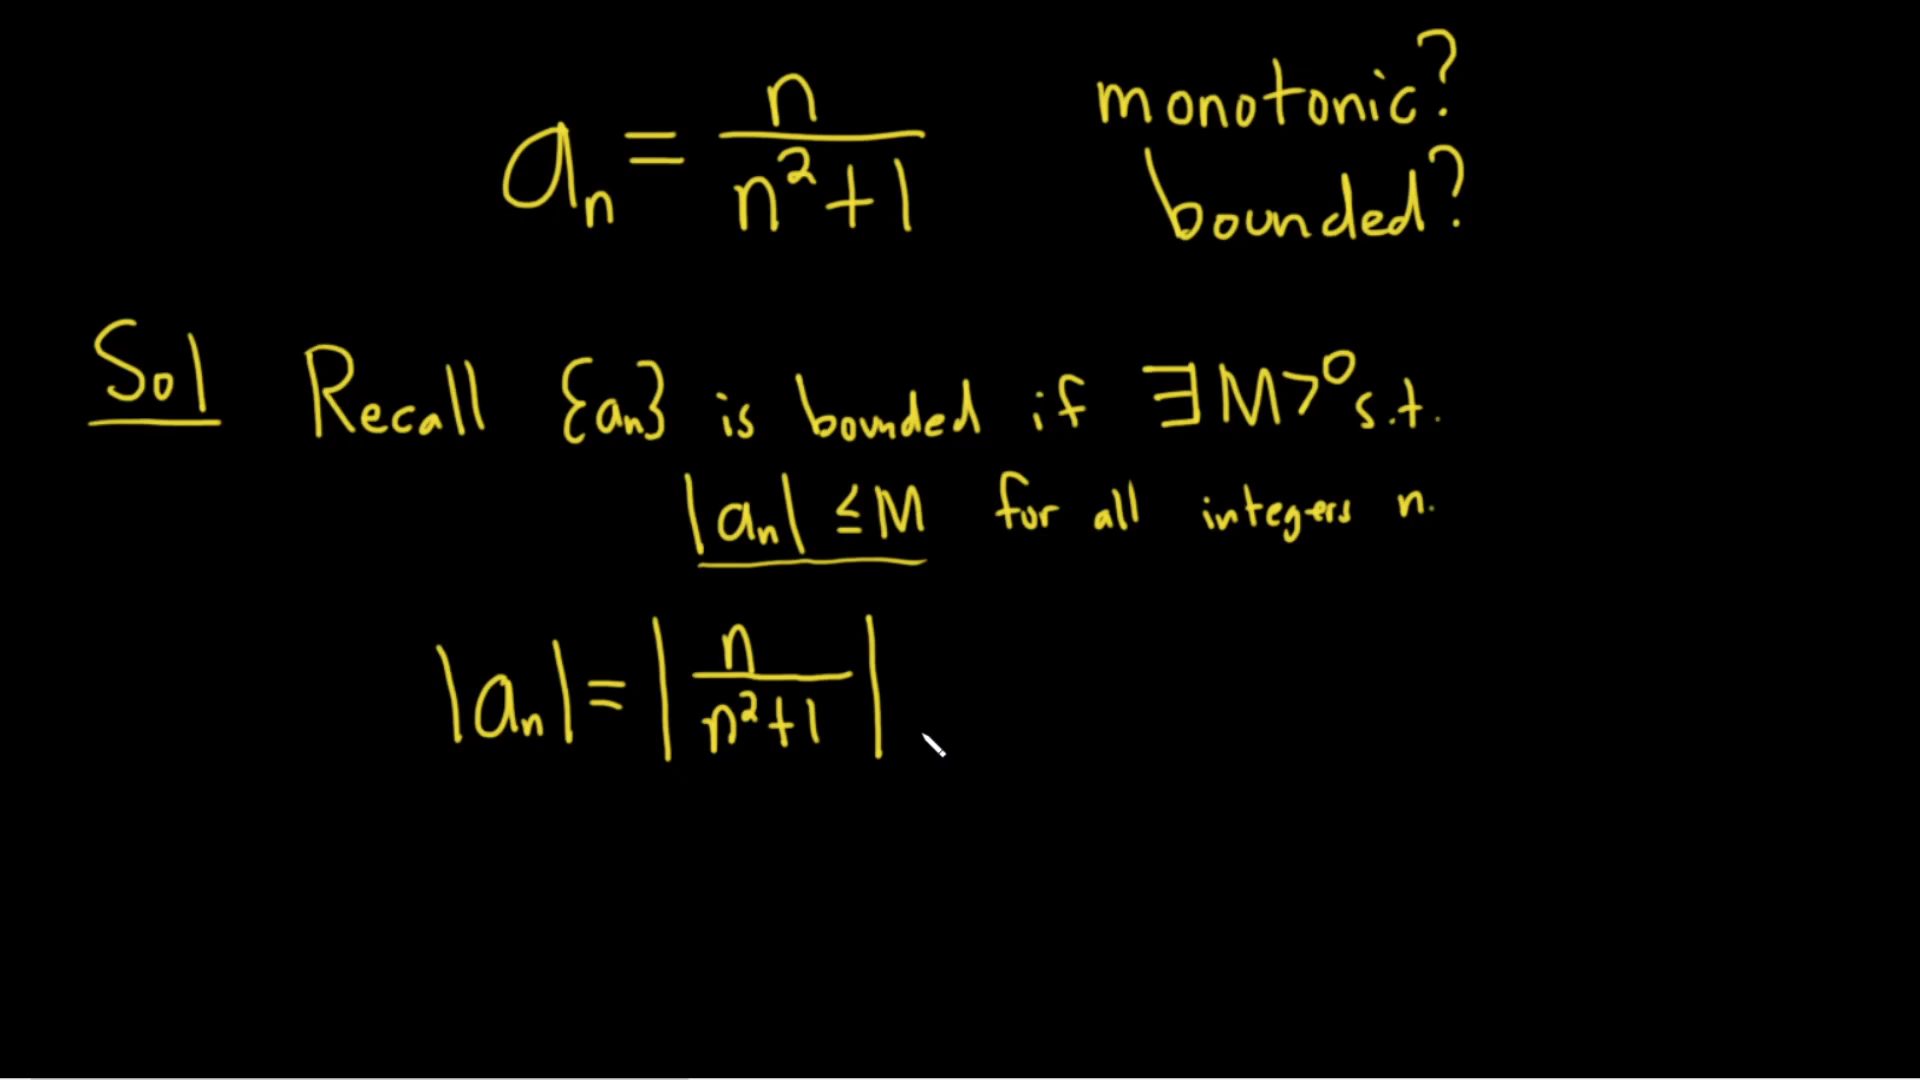 aₙ = n/(n²+1) monotonic?
bounded?
Sol Recall {aₙ} is bounded if ∃ M>0 s.t.
|aₙ| ≤ M for all integers n.
|aₙ| = |n/(n²+1)|